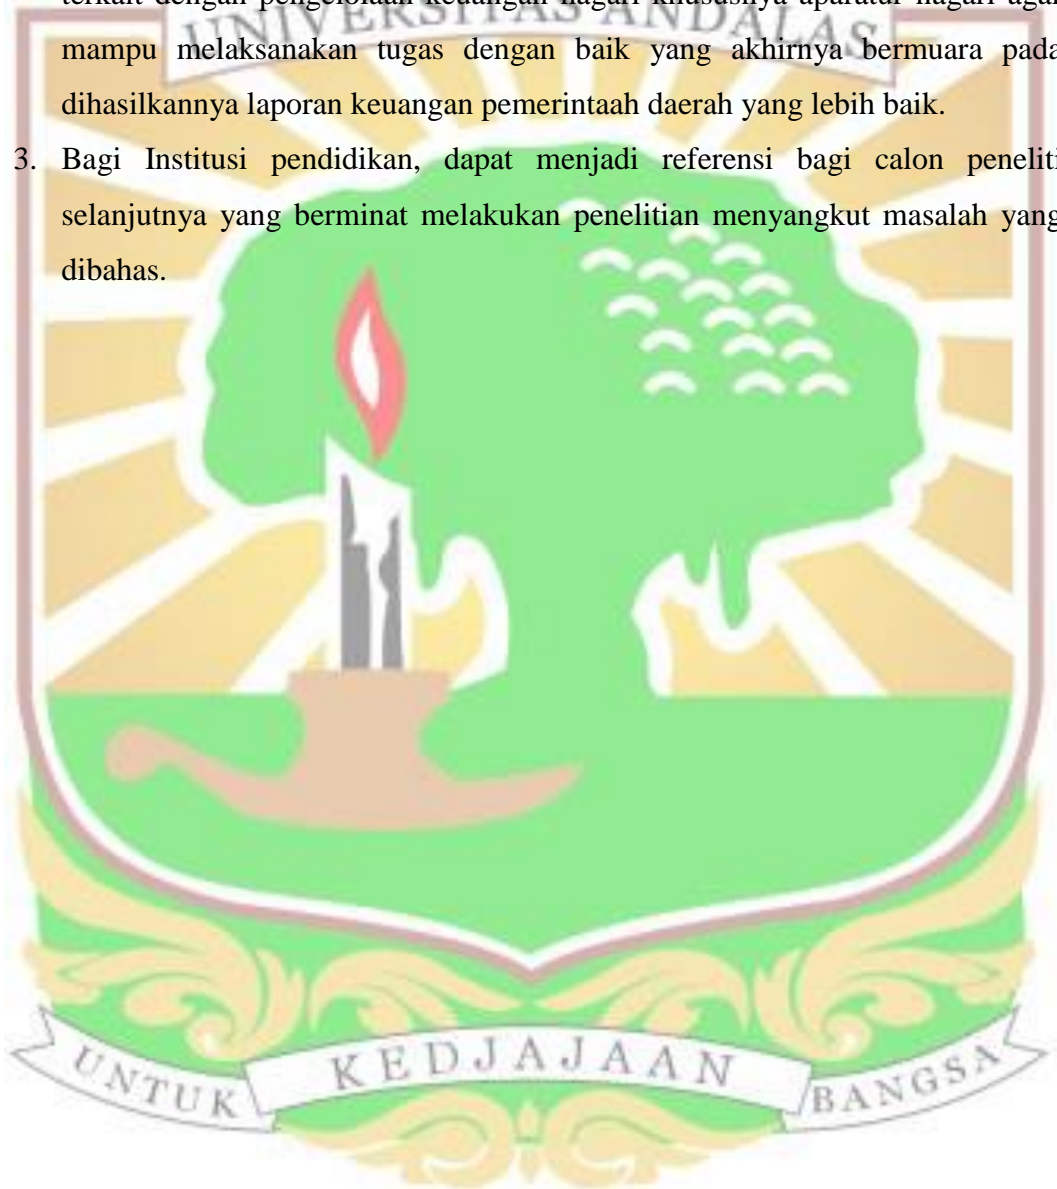 terkait dengan pengelolaan keuangan nagari khususnya aparatur nagari agar
UNIVERSITAS ANDALAS
mampu melaksanakan tugas dengan baik yang akhirnya bermuara pada
dihasilkannya laporan keuangan pemerintaah daerah yang lebih baik.
3. Bagi Institusi pendidikan, dapat menjadi referensi bagi calon peneliti
selanjutnya yang berminat melakukan penelitian menyangkut masalah yang
dibahas.
UNTUK KEDJAJAAN BANGSA